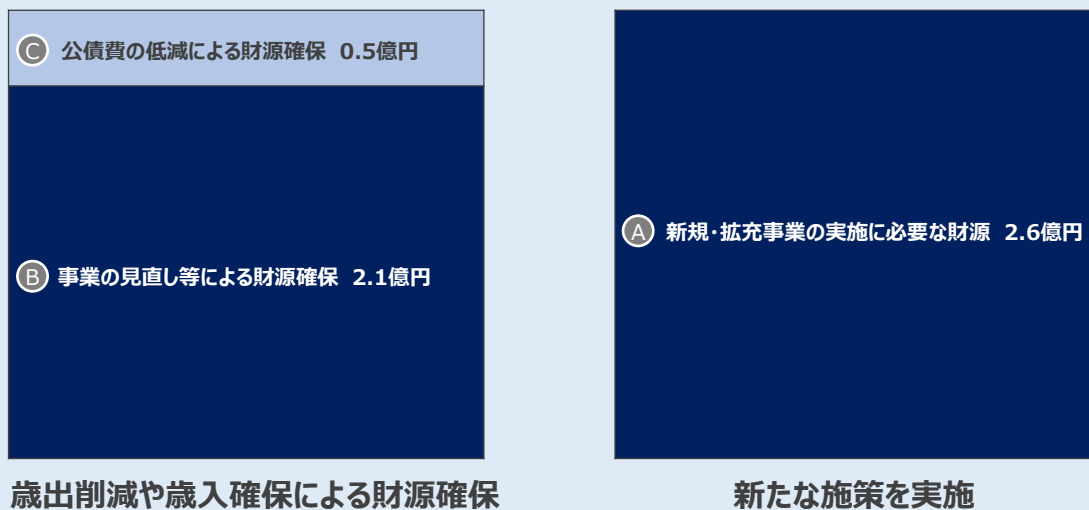 C 公債費の低減による財源確保 0.5億円
B 事業の見直し等による財源確保 2.1億円
歳出削減や歳入確保による財源確保
A 新規・拡充事業の実施に必要な財源 2.6億円
新たな施策を実施